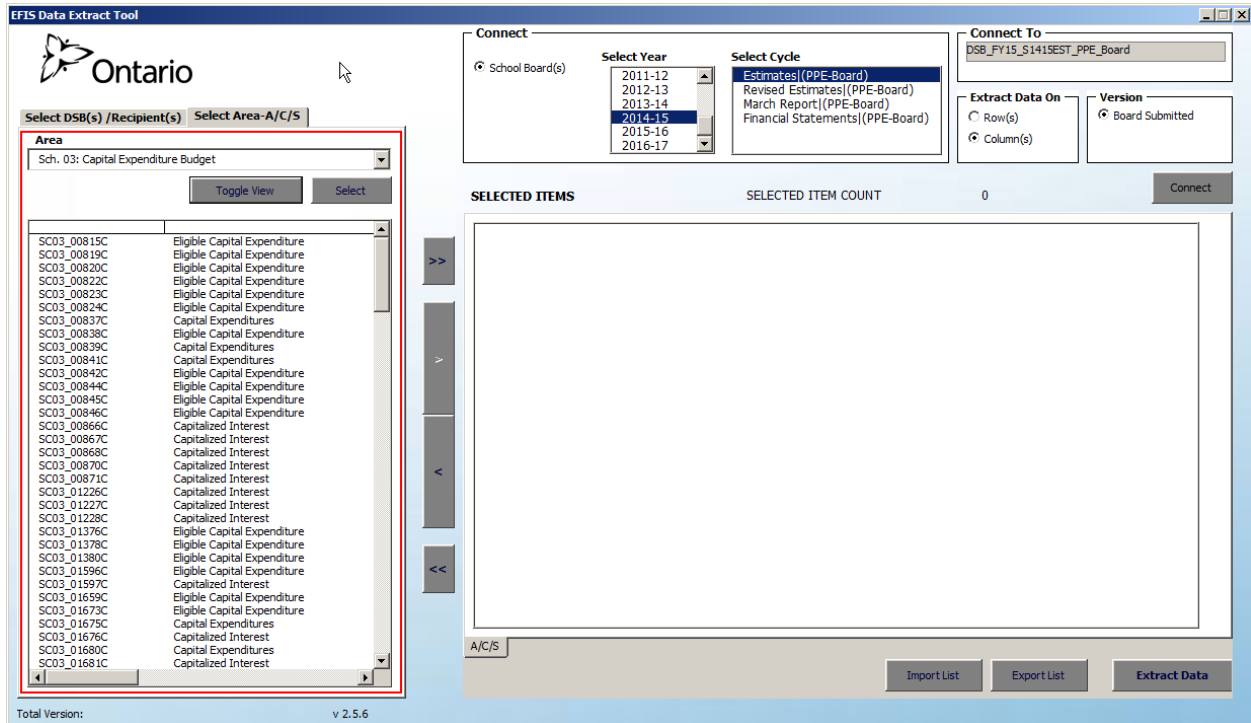 EFIS Data Extract Tool
Ontario
Select DSB(s) /Recipient(s)
Select Area-A/C/S
Area
Sch. 03: Capital Expenditure Budget
Toggle View
Select
SC03_00815C Eligible Capital Expenditure
SC03_00819C Eligible Capital Expenditure
SC03_00820C Eligible Capital Expenditure
SC03_00822C Eligible Capital Expenditure
SC03_00823C Eligible Capital Expenditure
SC03_00824C Eligible Capital Expenditure
SC03_00837C Capital Expenditures
SC03_00838C Eligible Capital Expenditure
SC03_00839C Capital Expenditures
SC03_00841C Capital Expenditures
SC03_00842C Eligible Capital Expenditure
SC03_00844C Eligible Capital Expenditure
SC03_00845C Eligible Capital Expenditure
SC03_00846C Eligible Capital Expenditure
SC03_00866C Capitalized Interest
SC03_00867C Capitalized Interest
SC03_00868C Capitalized Interest
SC03_00870C Capitalized Interest
SC03_00871C Capitalized Interest
SC03_01226C Capitalized Interest
SC03_01227C Capitalized Interest
SC03_01228C Capitalized Interest
SC03_01376C Eligible Capital Expenditure
SC03_01378C Eligible Capital Expenditure
SC03_01380C Eligible Capital Expenditure
SC03_01596C Eligible Capital Expenditure
SC03_01597C Capitalized Interest
SC03_01659C Eligible Capital Expenditure
SC03_01673C Eligible Capital Expenditure
SC03_01675C Capital Expenditures
SC03_01676C Capitalized Interest
SC03_01680C Capital Expenditures
SC03_01681C Capitalized Interest
Total Version: v 2.5.6
>>
>
<
<<
Connect
School Board(s)
Select Year
2011-12
2012-13
2013-14
2014-15
2015-16
2016-17
Select Cycle
Estimates|(PPE-Board)
Revised Estimates|(PPE-Board)
March Report|(PPE-Board)
Financial Statements|(PPE-Board)
Connect To
DSB_FY15_S1415EST_PPE_Board
Extract Data On
Row(s)
Column(s)
Version
Board Submitted
Connect
SELECTED ITEMS SELECTED ITEM COUNT 0
A/C/S
Import List
Export List
Extract Data